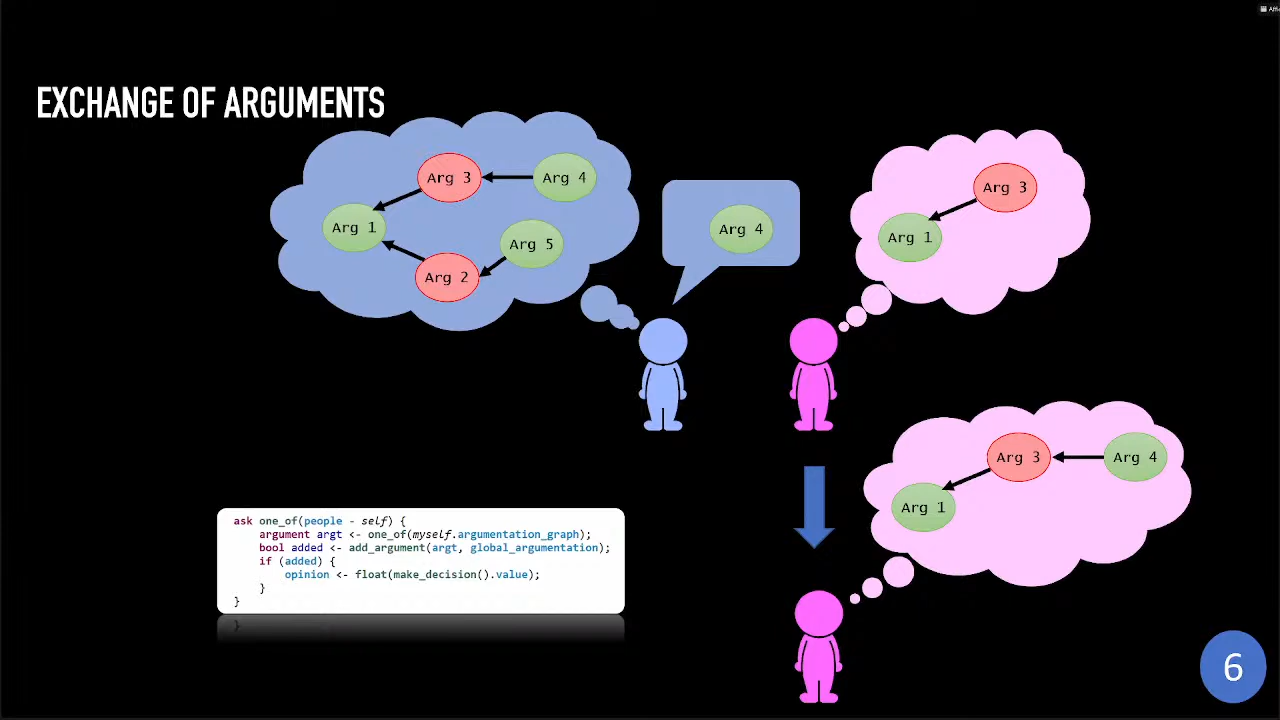 Affi
EXCHANGE OF ARGUMENTS
Arg 3
Arg 4
Arg 1
Arg 5
Arg 2
Arg 4
Arg 3
Arg 1
Arg 3
Arg 4
Arg 1
ask one_of(people - self) {
argument argt <- one_of(myself.argumentation_graph);
bool added <- add_argument(argt, global_argumentation);
if (added) {
opinion <- float(make_decision().value);
}
}
6